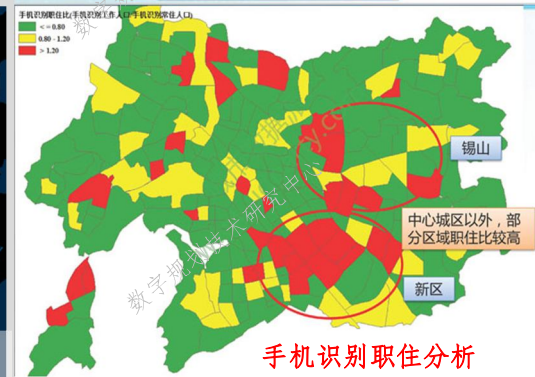 手机识别职住比(手机识别工作人口/手机识别常住人口)
<= 0.80
0.80 - 1.20
> 1.20
锡山
中心城区以外，部
分区域职住比较高
新区
数字规划技术研究中心
手机识别职住分析